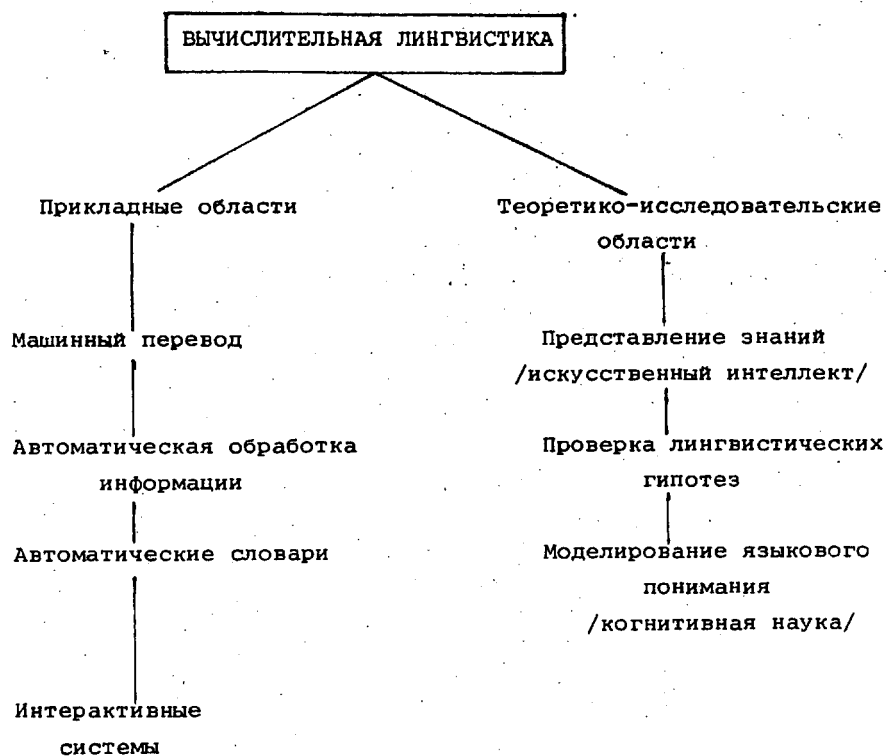 ВЫЧИСЛИТЕЛЬНАЯ ЛИНГВИСТИКА
Прикладные области
Машинный перевод
Автоматическая обработка
информации
Автоматические словари
Интерактивные
системы
Теоретико-исследовательские
области
Представление знаний
/искусственный интеллект/
Проверка лингвистических
гипотез
Моделирование языкового
понимания
/когнитивная наука/